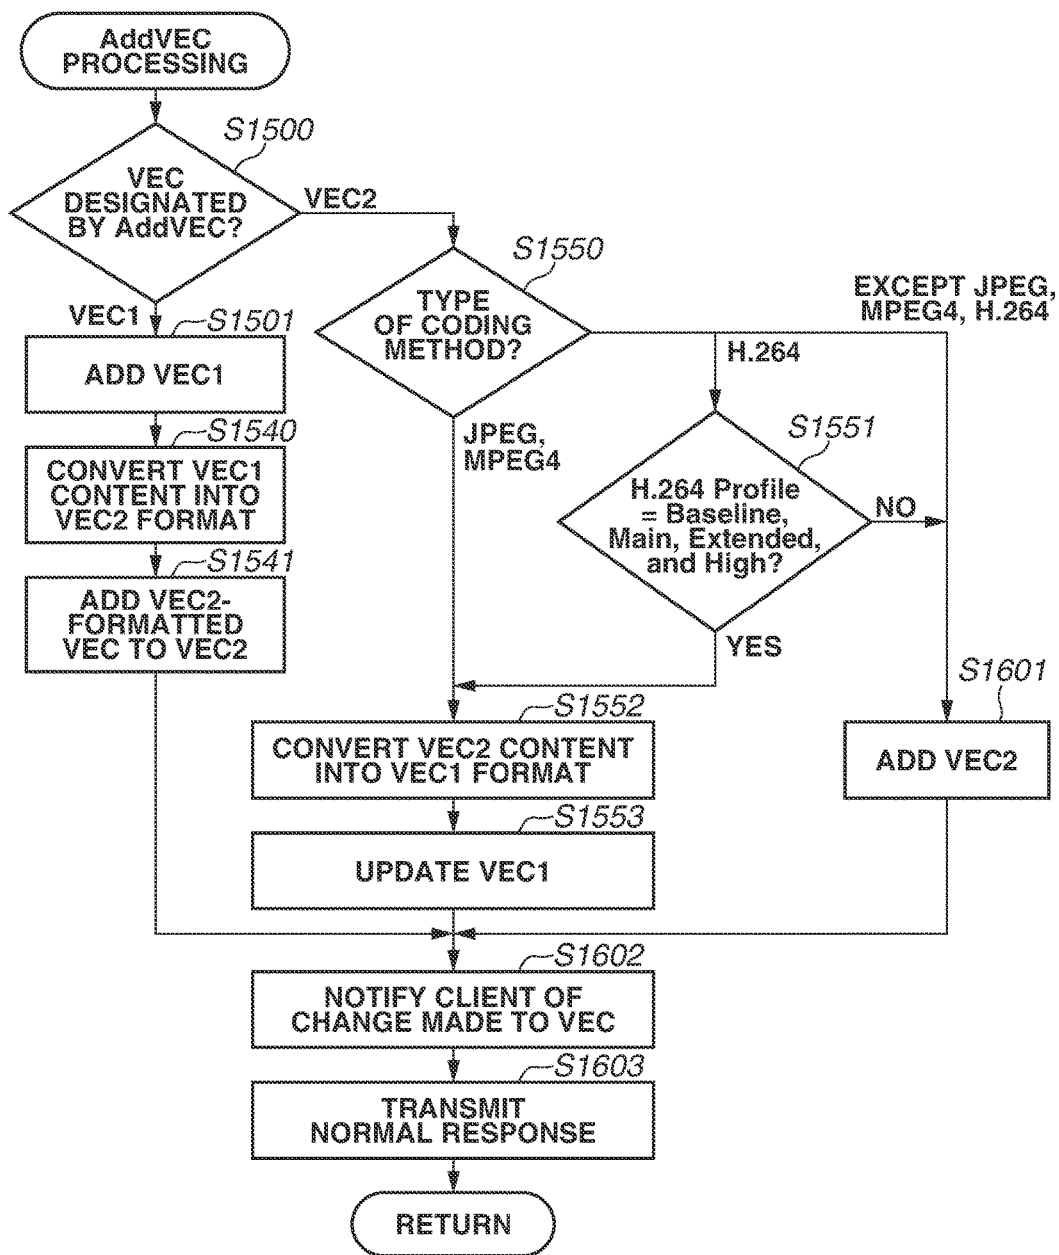 AddVEC
PROCESSING
S1500
VEC
DESIGNATED
BY AddVEC?
VEC2
VEC1
S1550
TYPE
OF CODING
METHOD?
EXCEPT JPEG,
MPEG4, H.264
H.264
JPEG,
MPEG4
S1501
ADD VEC1
S1540
CONVERT VEC1
CONTENT INTO
VEC2 FORMAT
S1541
ADD VEC2-
FORMATTED
VEC TO VEC2
S1551
H.264 Profile
= Baseline,
Main, Extended,
and High?
NO
YES
S1552
CONVERT VEC2 CONTENT
INTO VEC1 FORMAT
S1601
ADD VEC2
S1553
UPDATE VEC1
S1602
NOTIFY CLIENT OF
CHANGE MADE TO VEC
S1603
TRANSMIT
NORMAL RESPONSE
RETURN